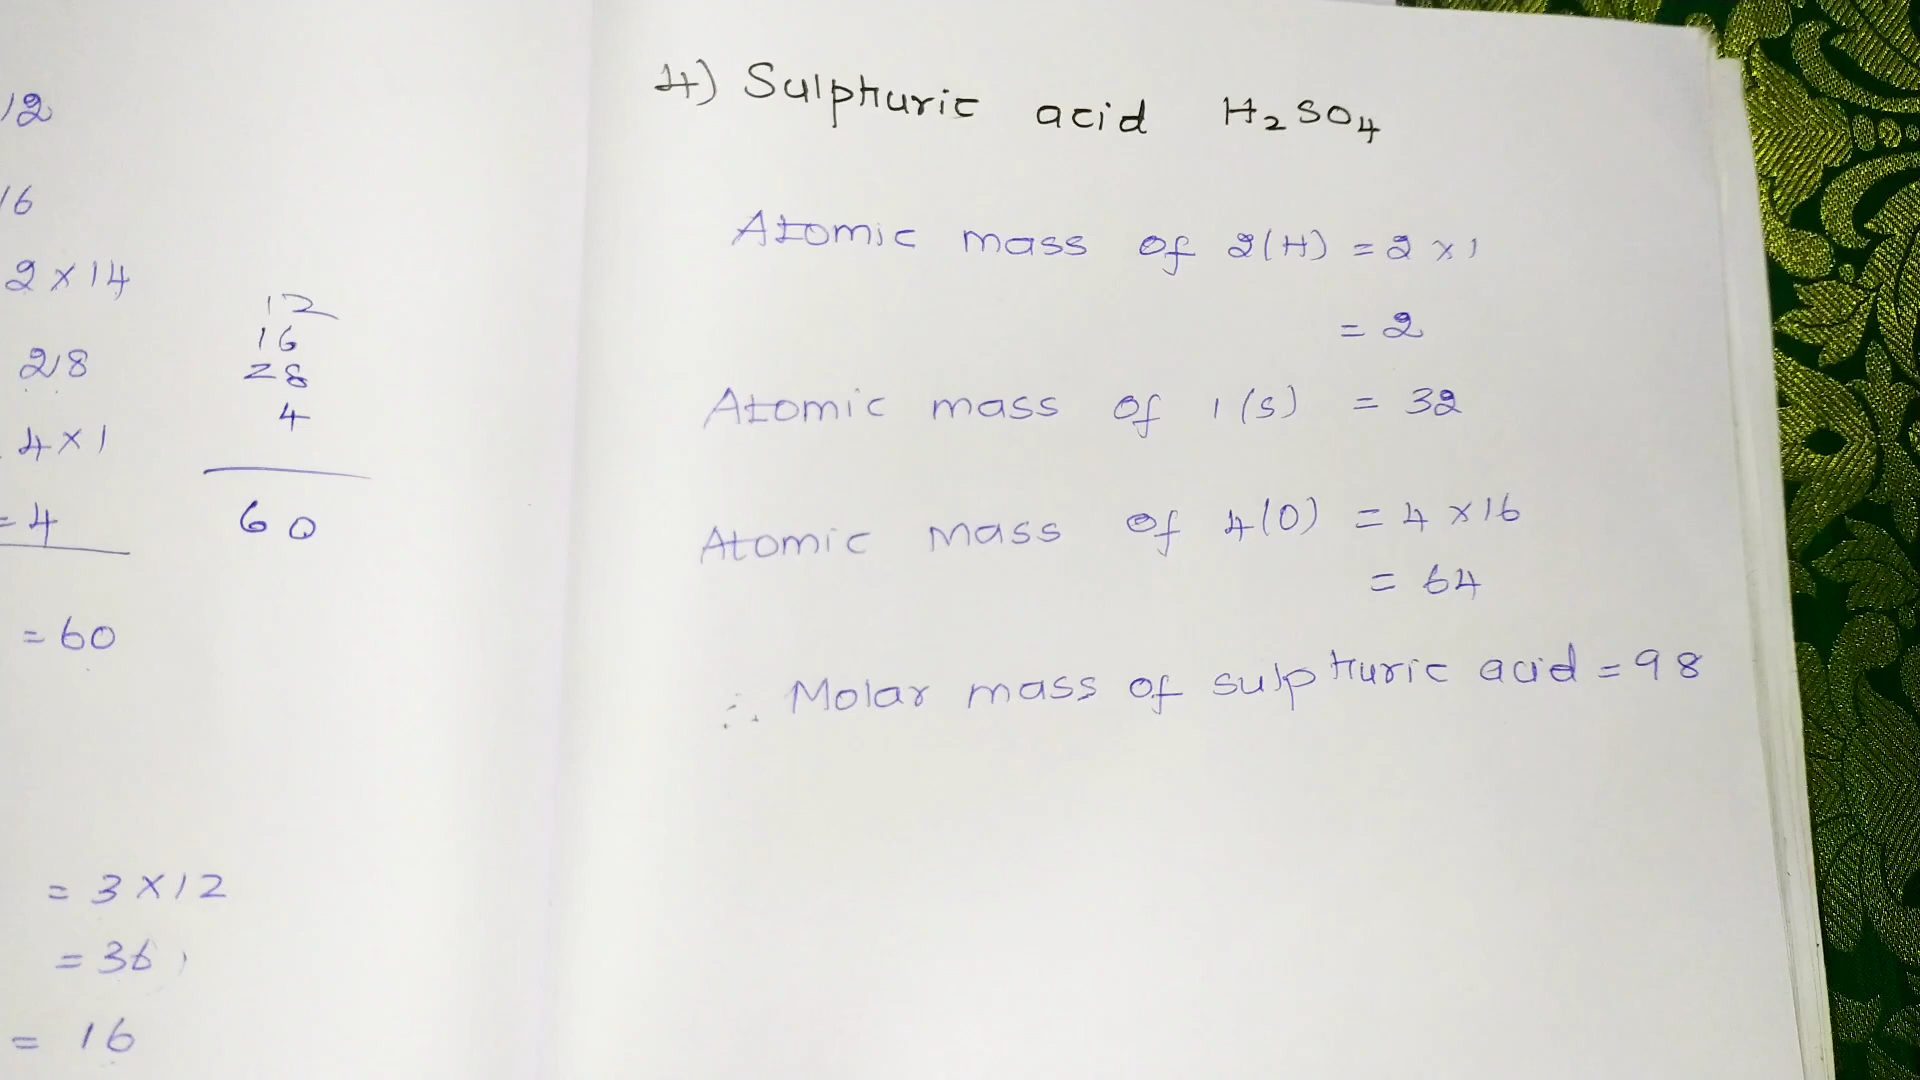 12
16
2 × 14
28
4 × 1
= 4
= 60
12
16
28
4
60
= 3 × 12
= 36
= 16
4) Sulphuric acid H₂SO₄
Atomic mass of 2(H) = 2 × 1
= 2
Atomic mass of 1(S) = 32
Atomic mass of 4(O) = 4 × 16
= 64
∴ Molar mass of sulphuric acid = 98